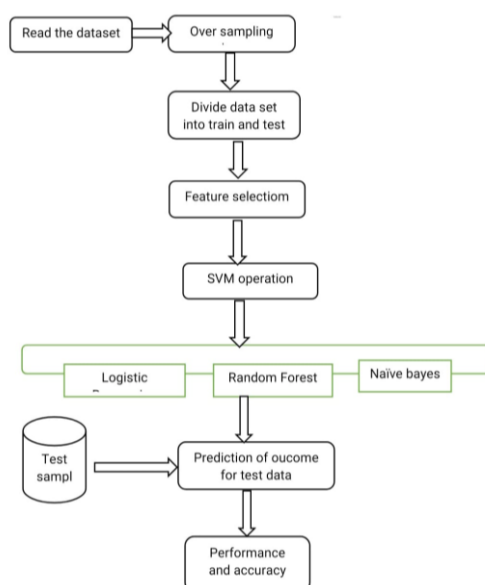 Read the dataset
Over sampling
Divide data set
into train and test
Feature selectiom
SVM operation
Logistic
Random Forest
Naïve bayes
Test
sampl
Prediction of oucome
for test data
Performance
and accuracy